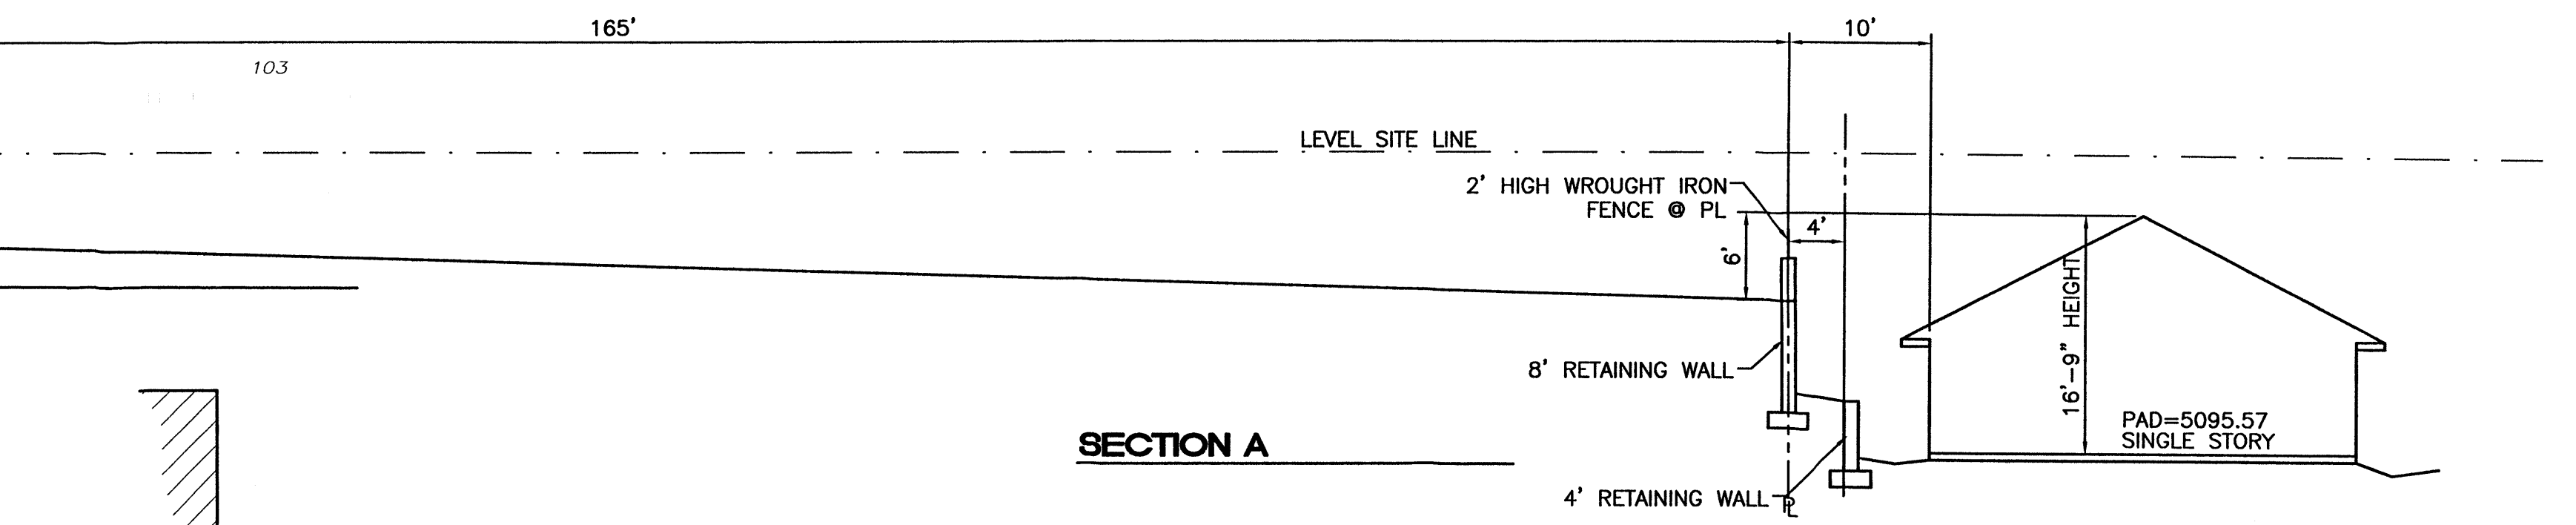 165'
10'
103
LEVEL SITE LINE
2' HIGH WROUGHT IRON
FENCE @ PL
4'
6'
16'-9" HEIGHT
8' RETAINING WALL
PAD=5095.57
SINGLE STORY
SECTION A
4' RETAINING WALL
PL